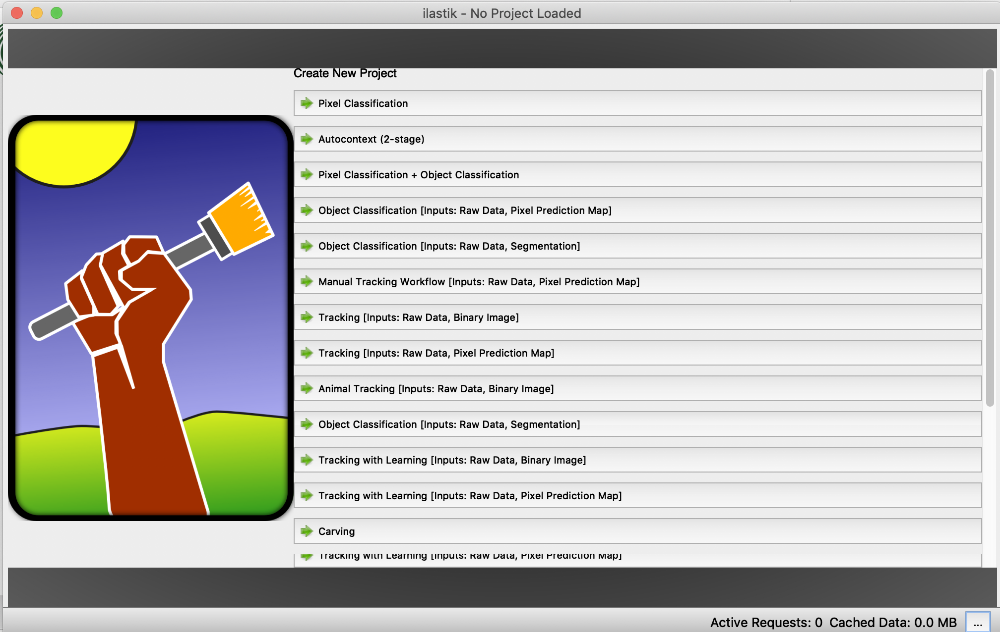 ilastik - No Project Loaded
Create New Project
Pixel Classification
Autocontext (2-stage)
Pixel Classification + Object Classification
Object Classification [Inputs: Raw Data, Pixel Prediction Map]
Object Classification [Inputs: Raw Data, Segmentation]
Manual Tracking Workflow [Inputs: Raw Data, Pixel Prediction Map]
Tracking [Inputs: Raw Data, Binary Image]
Tracking [Inputs: Raw Data, Pixel Prediction Map]
Animal Tracking [Inputs: Raw Data, Binary Image]
Object Classification [Inputs: Raw Data, Segmentation]
Tracking with Learning [Inputs: Raw Data, Binary Image]
Tracking with Learning [Inputs: Raw Data, Pixel Prediction Map]
Carving
Tracking with Learning [Inputs: Raw Data, Pixel Prediction Map]
Active Requests: 0 Cached Data: 0.0 MB ...